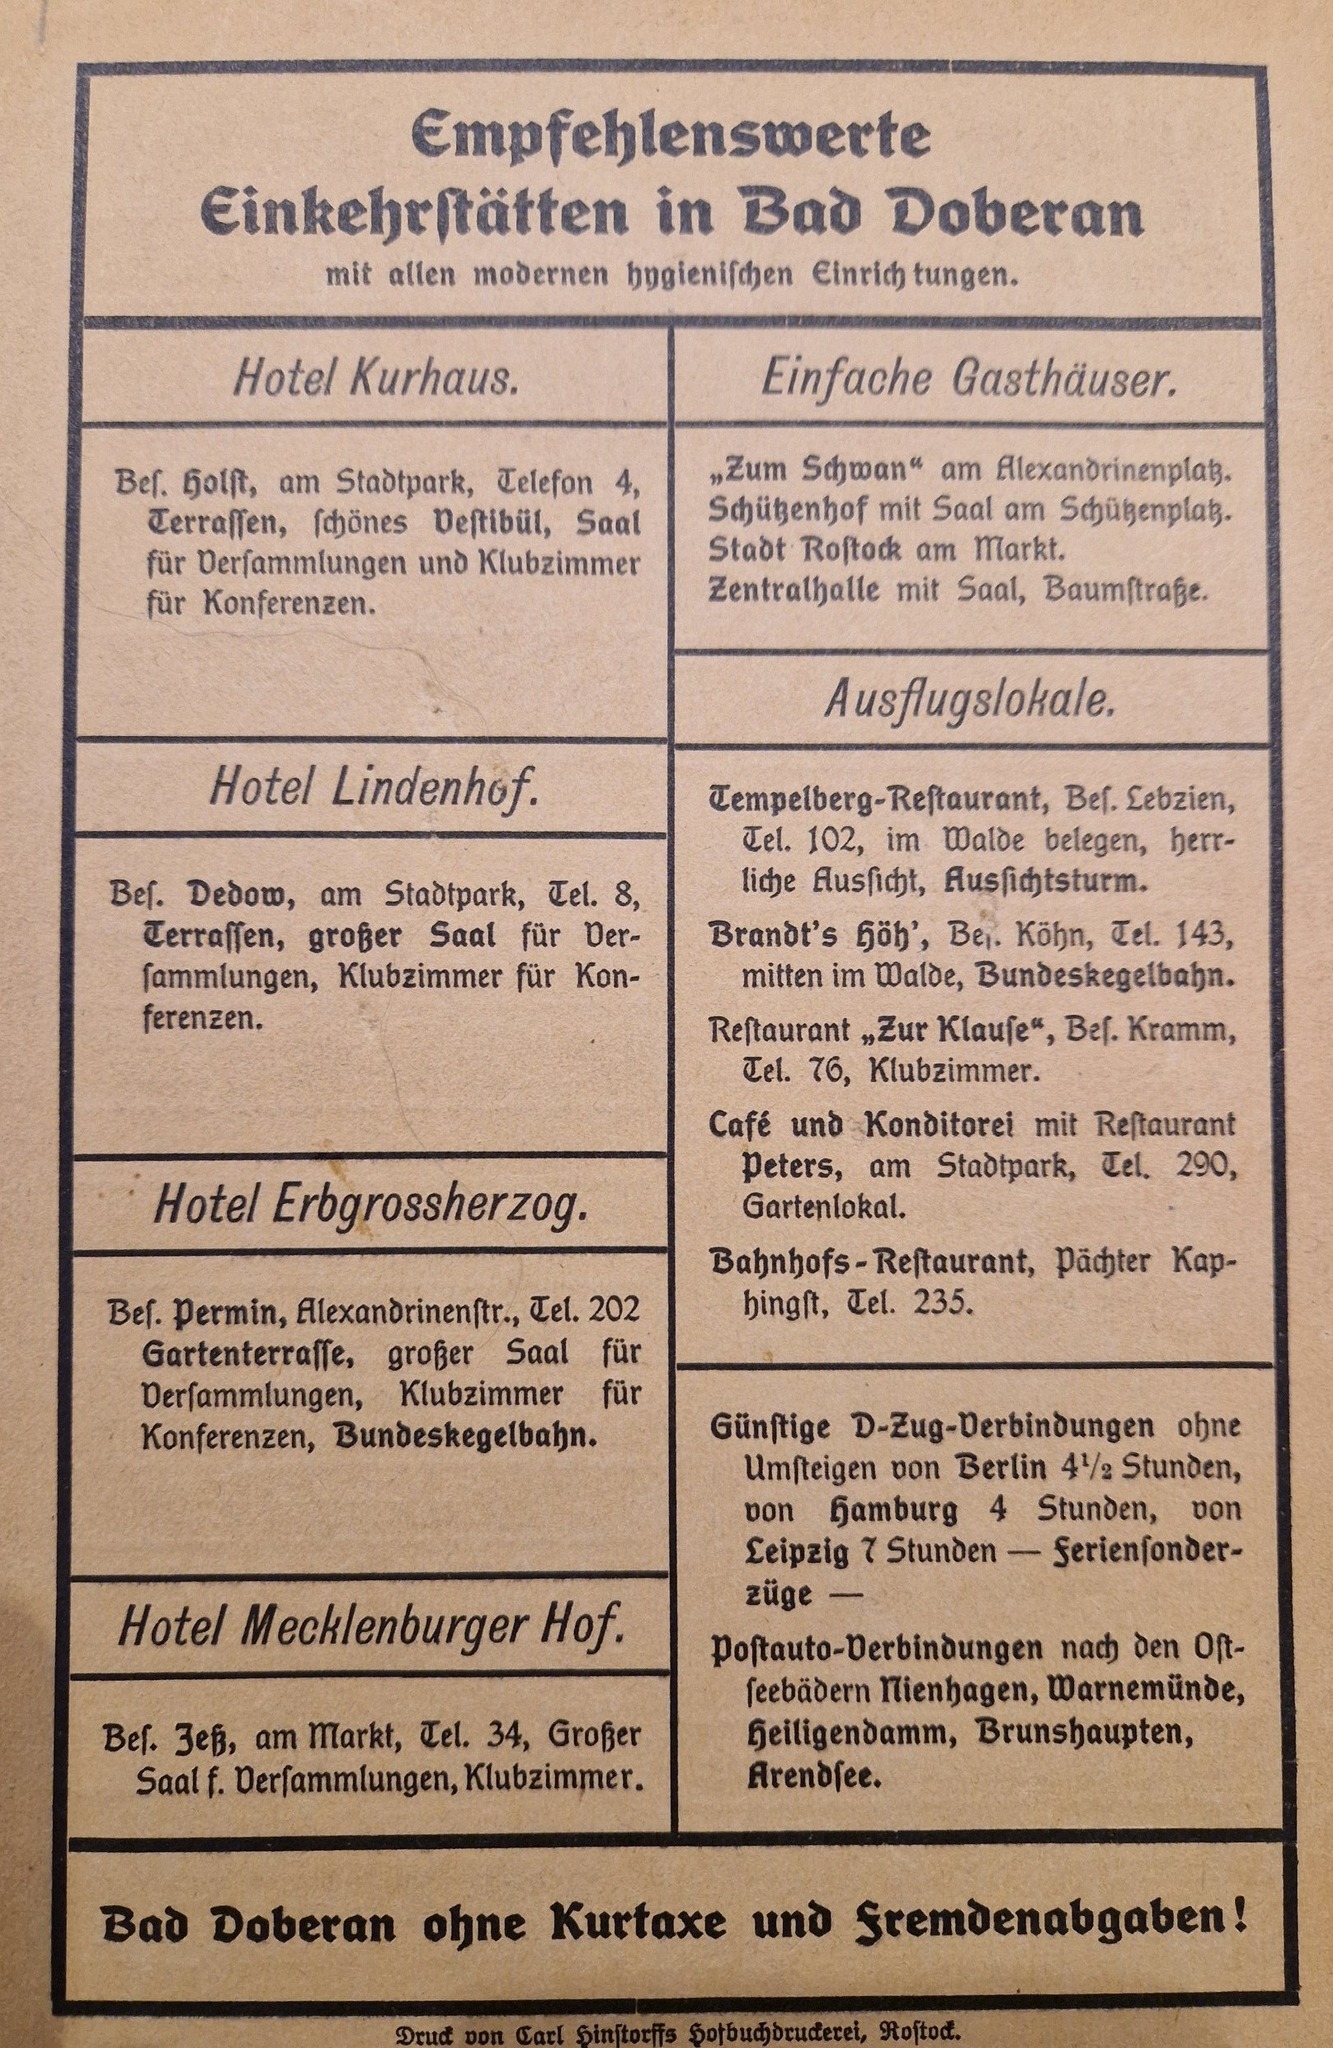 Empfehlenswerte
Einkehrstätten in Bad Doberan
mit allen modernen hygienischen Einrichtungen.
Hotel Kurhaus.
Bes. Holst, am Stadtpark, Telefon 4,
Terrassen, schönes Vestibül, Saal
für Versammlungen und Klubzimmer
für Konferenzen.
Hotel Lindenhof.
Bes. Dedow, am Stadtpark, Tel. 8,
Terrassen, großer Saal für Ver-
sammlungen, Klubzimmer für Kon-
ferenzen.
Hotel Erbgrossherzog.
Bes. Permin, Alexandrinenstr., Tel. 202
Gartenterrasse, großer Saal für
Versammlungen, Klubzimmer für
Konferenzen, Bundeskegelbahn.
Hotel Mecklenburger Hof.
Bes. Jeß, am Markt, Tel. 34, Großer
Saal f. Versammlungen, Klubzimmer.
Einfache Gasthäuser.
„Zum Schwan“ am Alexandrinenplatz.
Schützenhof mit Saal am Schützenplatz.
Stadt Rostock am Markt.
Zentralhalle mit Saal, Baumstraße.
Ausflugslokale.
Tempelberg-Restaurant, Bes. Lebzien,
Tel. 102, im Walde belegen, herr-
liche Aussicht, Aussichtsturm.
Brandt's Höh', Bes. Köhn, Tel. 143,
mitten im Walde, Bundeskegelbahn.
Restaurant „Zur Klause“, Bes. Kramm,
Tel. 76, Klubzimmer.
Café und Konditorei mit Restaurant
Peters, am Stadtpark, Tel. 290,
Gartenlokal.
Bahnhofs-Restaurant, Pächter Kap-
hingst, Tel. 235.
Günstige D-Zug-Verbindungen ohne
Umsteigen von Berlin 4½ Stunden,
von Hamburg 4 Stunden, von
Leipzig 7 Stunden — Feriensonder-
züge —
Postauto-Verbindungen nach den Ost-
seebädern Nienhagen, Warnemünde,
Heiligendamm, Brunshaupten,
Arendsee.
Bad Doberan ohne Kurtaxe und Fremdenabgaben!
Druck von Carl Hinstorffs Hofbuchdruckerei, Rostock.